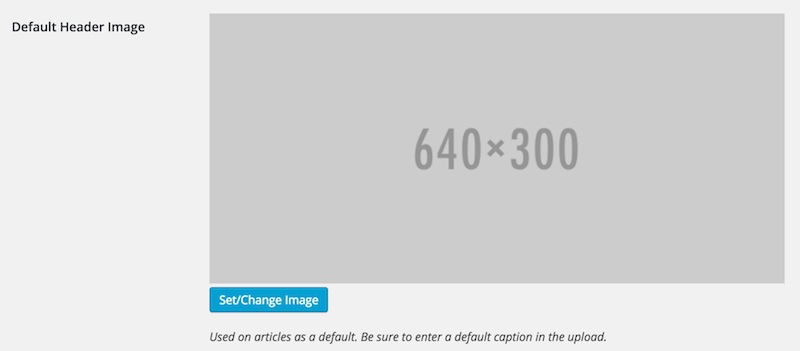 Default Header Image
640×300
Set/Change Image
Used on articles as a default. Be sure to enter a default caption in the upload.